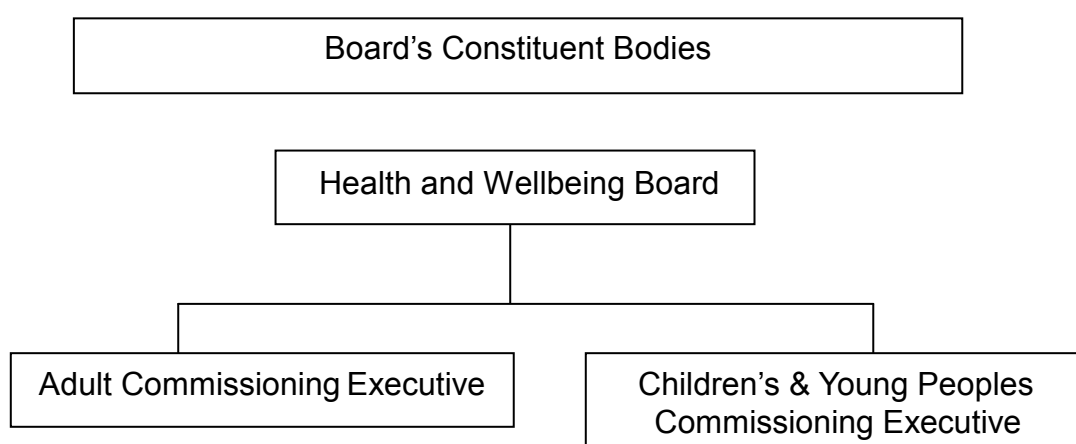 Board’s Constituent Bodies
Health and Wellbeing Board
Adult Commissioning Executive
Children’s & Young Peoples
Commissioning Executive